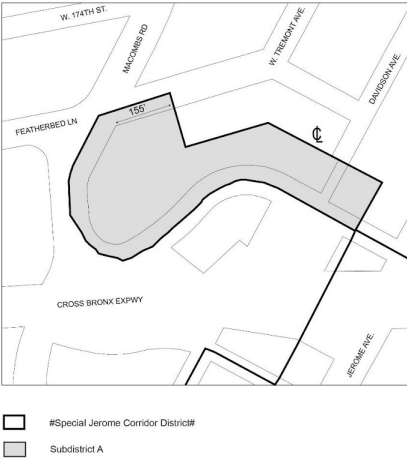 W. 174TH ST.
MACOMBS RD
W. TREMONT AVE.
DAVIDSON AVE.
155'
FEATHERBED LN
℄
CROSS BRONX EXPWY
JEROME AVE.
#Special Jerome Corridor District#
Subdistrict A